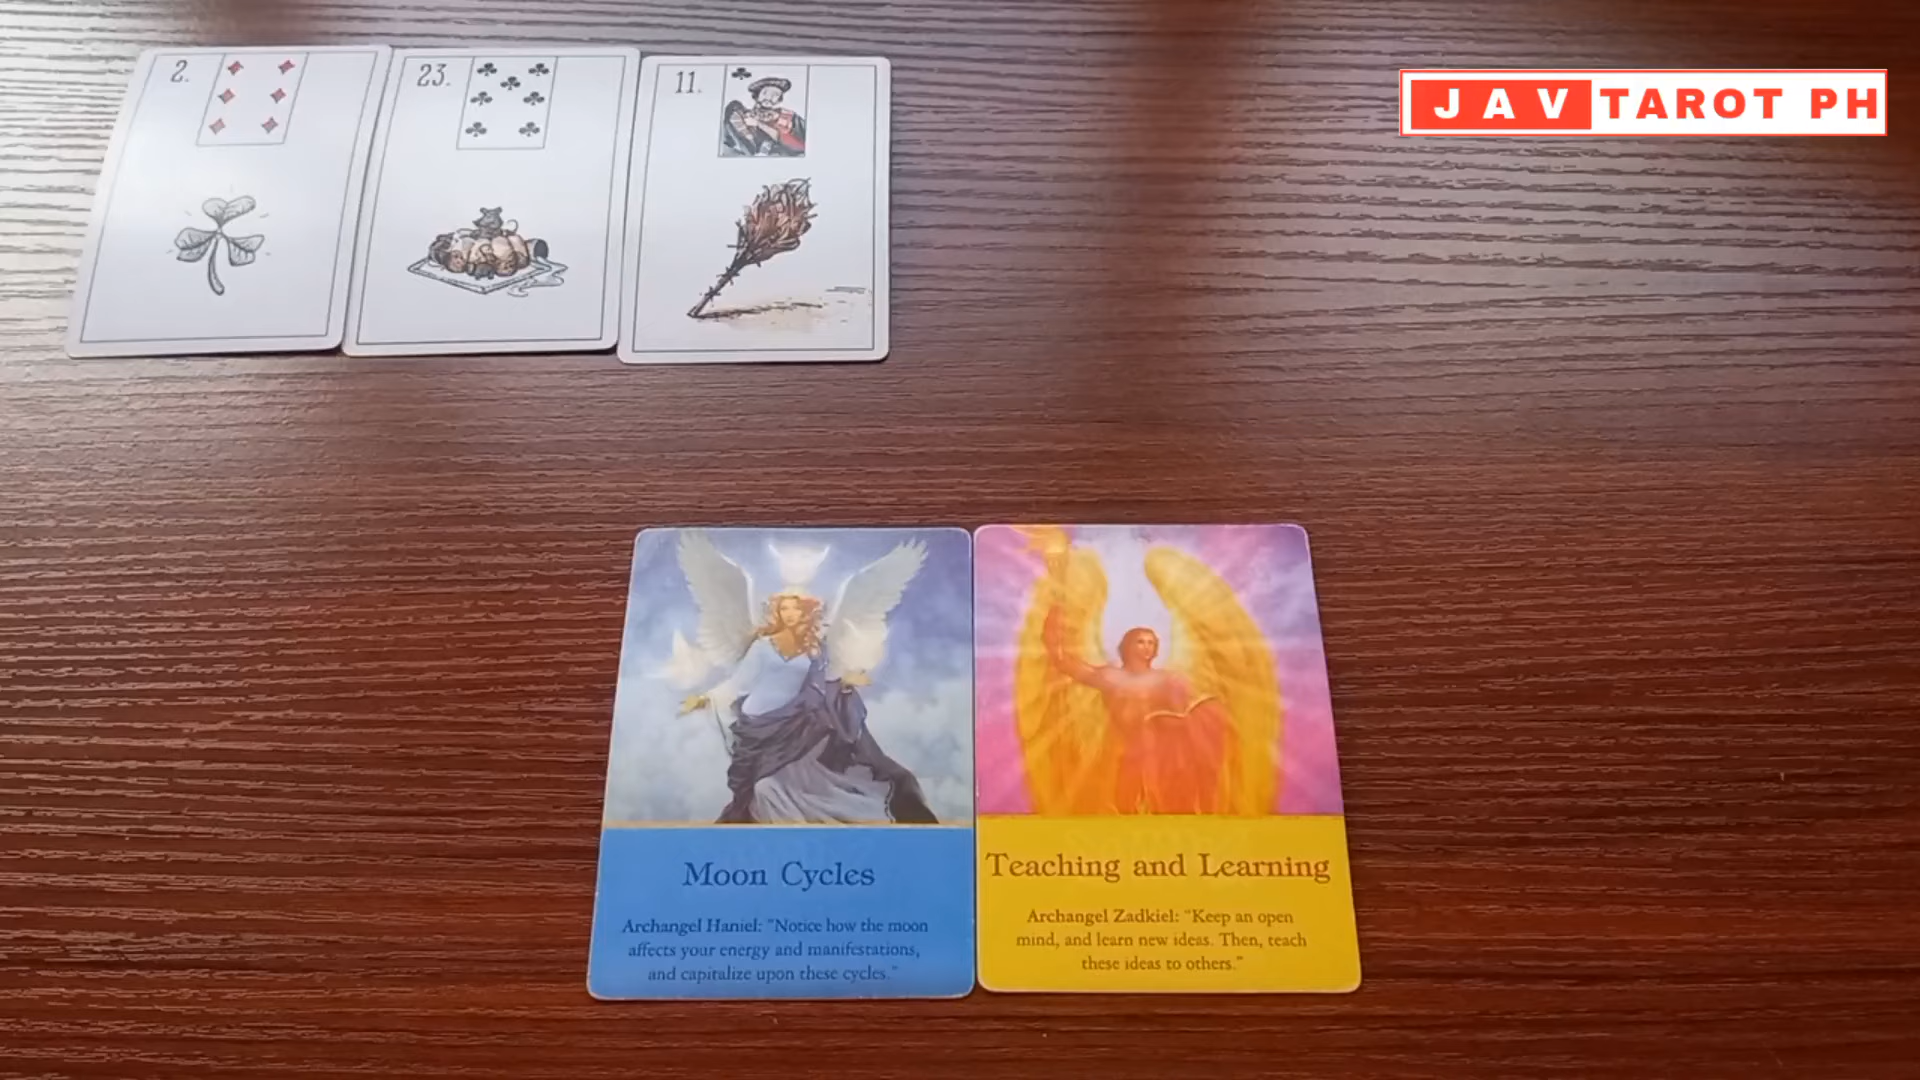 2.
23.
11.
JAV TAROT PH
Moon Cycles
Archangel Haniel: "Notice how the moon
affects your energy and manifestations,
and capitalize upon these cycles."
Teaching and Learning
Archangel Zadkiel: "Keep an open
mind, and learn new ideas. Then, teach
these ideas to others."